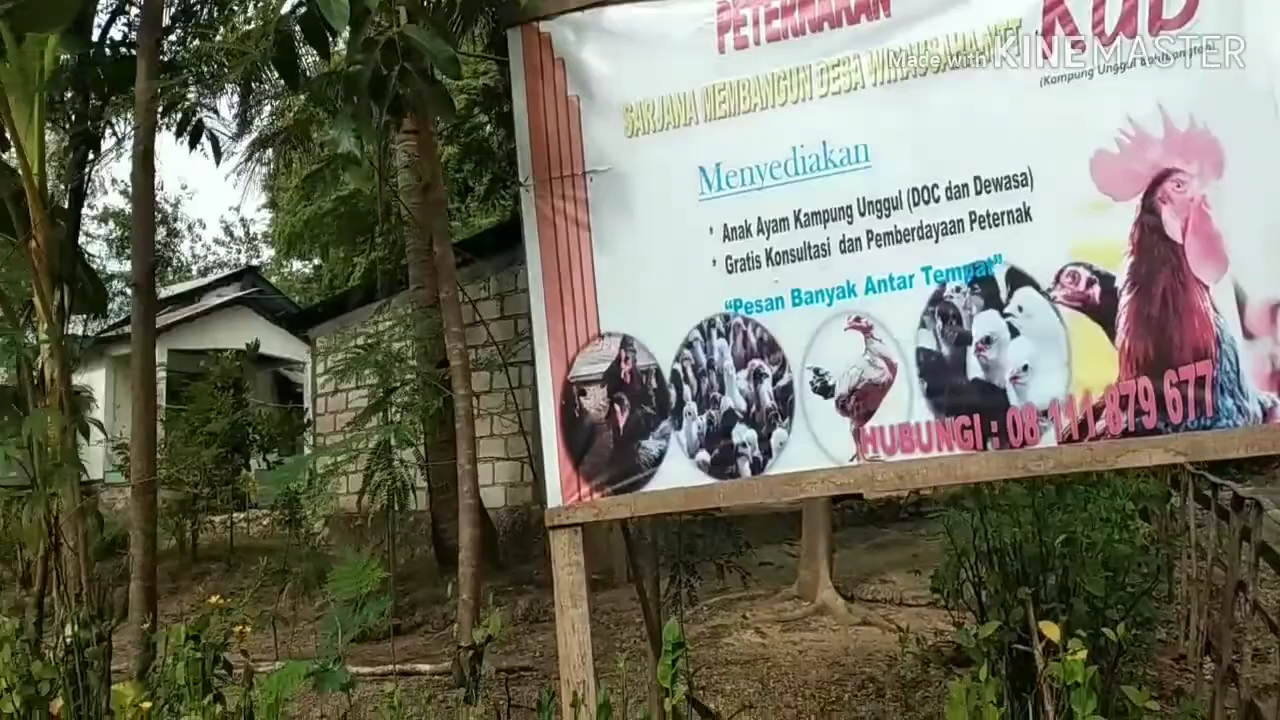 PETERNAKAN KUB
Made with KINEMASTER
SARJANA MEMBANGUN DESA WIRAUSAHA
(Kampung Unggul
Menyediakan
* Anak Ayam Kampung Unggul (DOC dan Dewasa)
* Gratis Konsultasi dan Pemberdayaan Peternak
"Pesan Banyak Antar Tempat"
HUBUNGI : 08 111 879 677